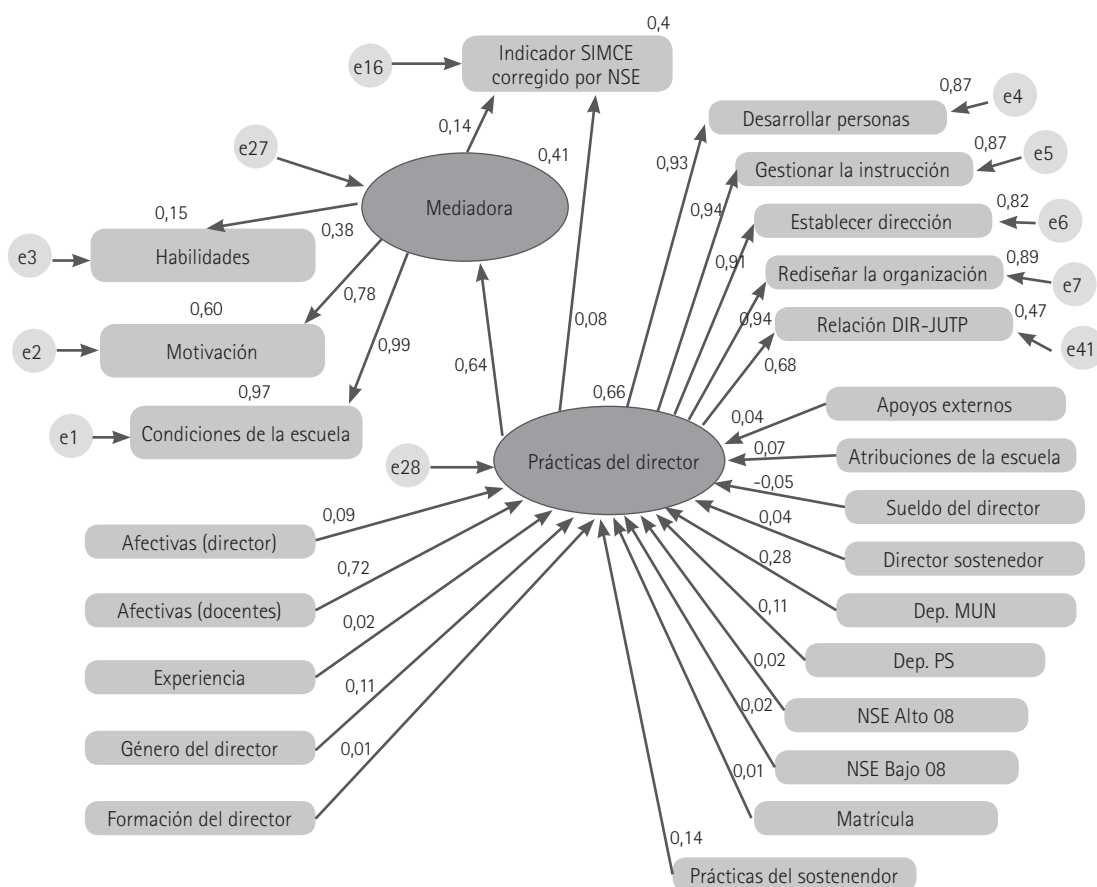 0,4
Indicador SIMCE
corregido por NSE
e16
0,14
0,87
e4
Desarrollar personas
e27
0,41
0,93
0,87
e5
Gestionar la instrucción
Mediadora
0,15
0,38
0,94
0,82
Establecer dirección
e6
e3
Habilidades
0,91
0,89
Rediseñar la organización
e7
0,78
0,60
0,08
0,94
0,47
Relación DIR-JUTP
e2
Motivación
0,99
0,64
0,68
e41
0,97
0,66
Apoyos externos
0,04
e1
Condiciones de la escuela
0,07
Atribuciones de la escuela
e28
Prácticas del director
-0,05
Sueldo del director
0,09
Afectivas (director)
0,04
Director sostenedor
0,72
0,28
Afectivas (docentes)
Dep. MUN
0,02
0,11
Dep. PS
Experiencia
0,11
0,02
NSE Alto 08
0,02
Género del director
0,01
NSE Bajo 08
0,01
Formación del director
Matrícula
0,14
Prácticas del sostenendor